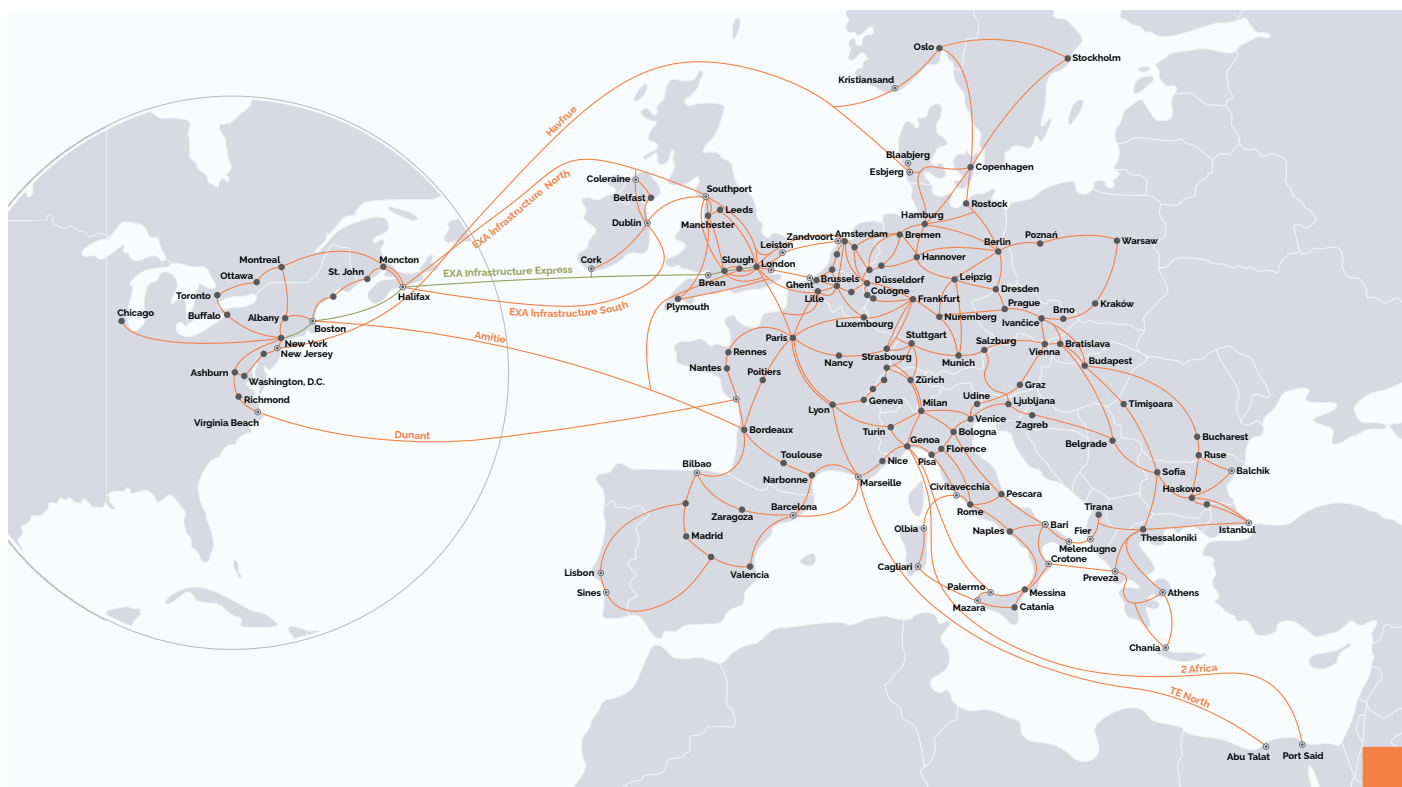 Oslo
Stockholm
Kristiansand
Havfrue
Blaabjerg
Esbjerg
Copenhagen
Coleraine
EXA Infrastructure North
Southport
Belfast
Rostock
Leeds
Hamburg
Dublin
Manchester
Zandvoort
Amsterdam
Bremen
Poznań
Warsaw
Leiston
Berlin
Cork
Slough
London
Hannover
Montreal
Moncton
St. John
EXA Infrastructure Express
Brean
Ghent
Brussels
Düsseldorf
Leipzig
Ottawa
Toronto
Halifax
Lille
Cologne
Dresden
Plymouth
Frankfurt
Prague
Kraków
Chicago
Buffalo
Albany
Boston
EXA Infrastructure South
Luxembourg
Nuremberg
Ivančice
Brno
Amitie
Paris
Stuttgart
Salzburg
Bratislava
New York
New Jersey
Rennes
Nancy
Strasbourg
Munich
Vienna
Budapest
Ashburn
Washington, D.C.
Nantes
Poitiers
Zürich
Graz
Richmond
Geneva
Milan
Udine
Ljubljana
Timişoara
Virginia Beach
Lyon
Venice
Zagreb
Dunant
Bordeaux
Turin
Bologna
Genoa
Belgrade
Bucharest
Florence
Ruse
Toulouse
Nice
Pisa
Bilbao
Narbonne
Marseille
Sofia
Balchik
Civitavecchia
Haskovo
Zaragoza
Barcelona
Pescara
Rome
Tirana
Olbia
Naples
Bari
Fier
Istanbul
Madrid
Melendugno
Thessaloniki
Crotone
Cagliari
Lisbon
Valencia
Preveza
Sines
Palermo
Messina
Athens
Mazara
Catania
Chania
2 Africa
TE North
Abu Talat
Port Said